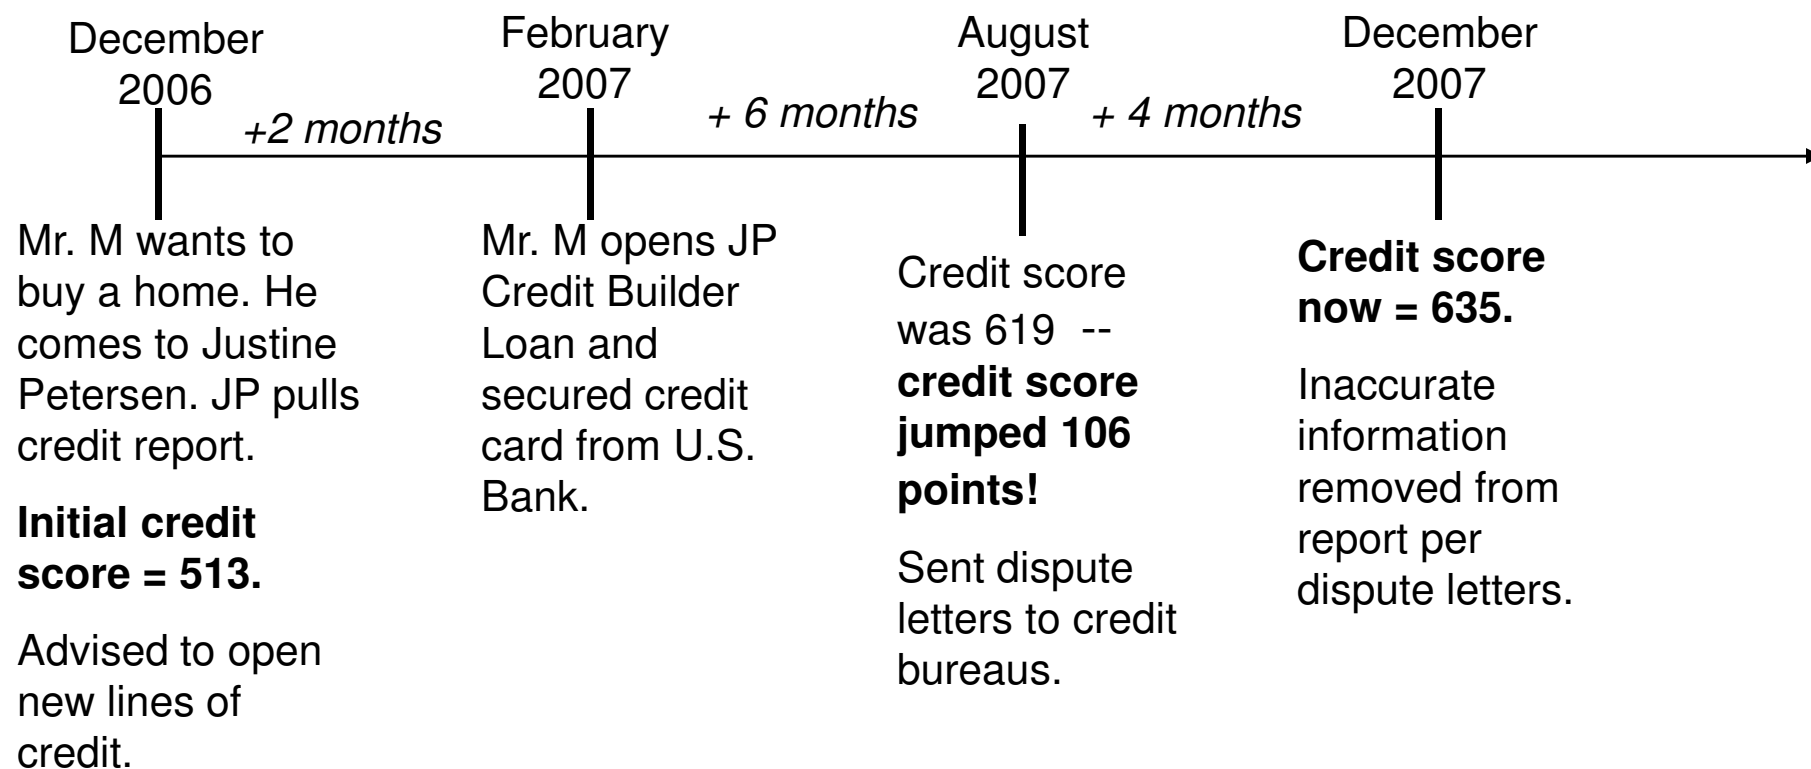 December
2006
+2 months
February
2007
+ 6 months
August
2007
+ 4 months
December
2007
Mr. M wants to
buy a home. He
comes to Justine
Petersen. JP pulls
credit report.
Initial credit
score = 513.
Advised to open
new lines of
credit.
Mr. M opens JP
Credit Builder
Loan and
secured credit
card from U.S.
Bank.
Credit score
was 619  --
credit score
jumped 106
points!
Sent dispute
letters to credit
bureaus.
Credit score
now = 635.
Inaccurate
information
removed from
report per
dispute letters.